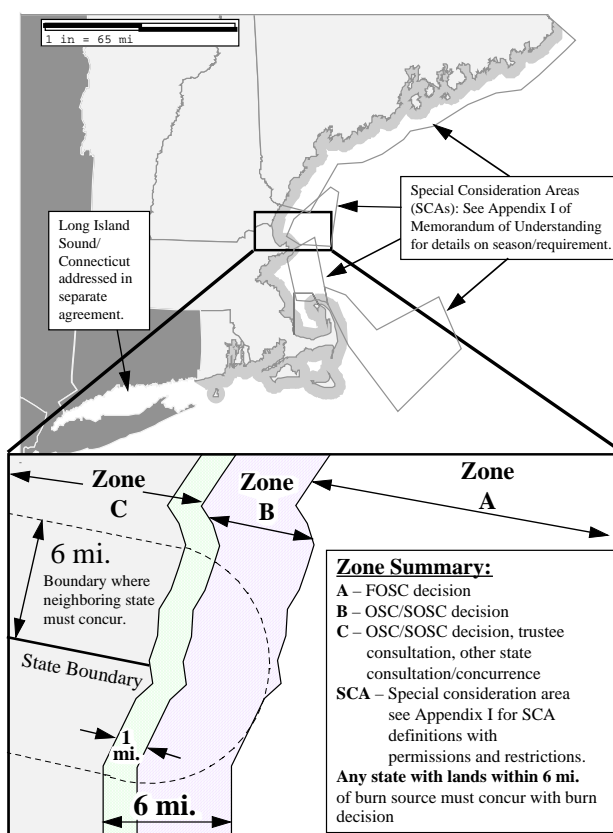 1 in = 65 mi
Special Consideration Areas
(SCAs): See Appendix I of
Memorandum of Understanding
for details on season/requirement.
Long Island
Sound/
Connecticut
addressed in
separate
agreement.
Zone
C
Zone
B
Zone
A
6 mi.
Boundary where
neighboring state
must concur.
State Boundary
1
mi.
6 mi.
Zone Summary:
A – FOSC decision
B – OSC/SOSC decision
C – OSC/SOSC decision, trustee
consultation, other state
consultation/concurrence
SCA – Special consideration area
see Appendix I for SCA
definitions with
permissions and restrictions.
Any state with lands within 6 mi.
of burn source must concur with burn
decision